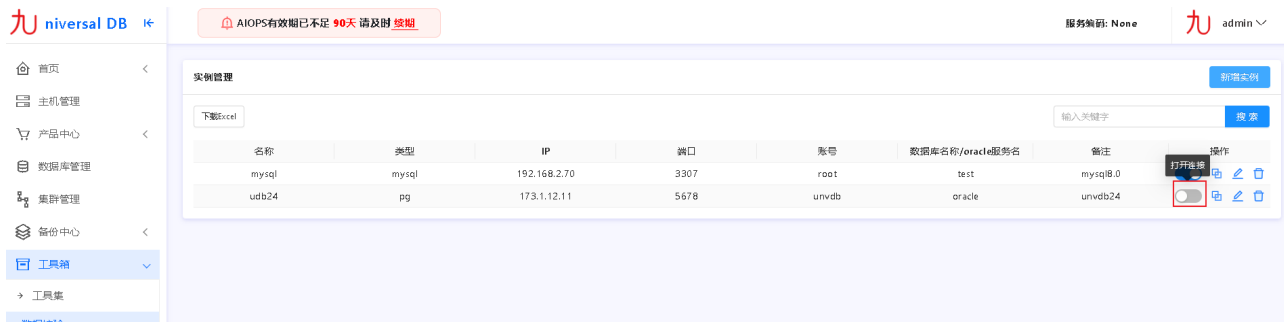 九 niversal DB
AIOPS有效期已不足 90天 请及时 续期
服务编码: None
九 admin
首页
主机管理
产品中心
数据库管理
集群管理
备份中心
工具箱
工具集
实例管理
新增实例
下载Excel
输入关键字
搜 索
名称 类型 IP 端口 账号 数据库名称/oracle服务名 备注 操作
打开连接
mysql mysql 192.168.2.70 3307 root test mysql8.0
udb24 pg 173.1.12.11 5678 unvdb oracle unvdb24